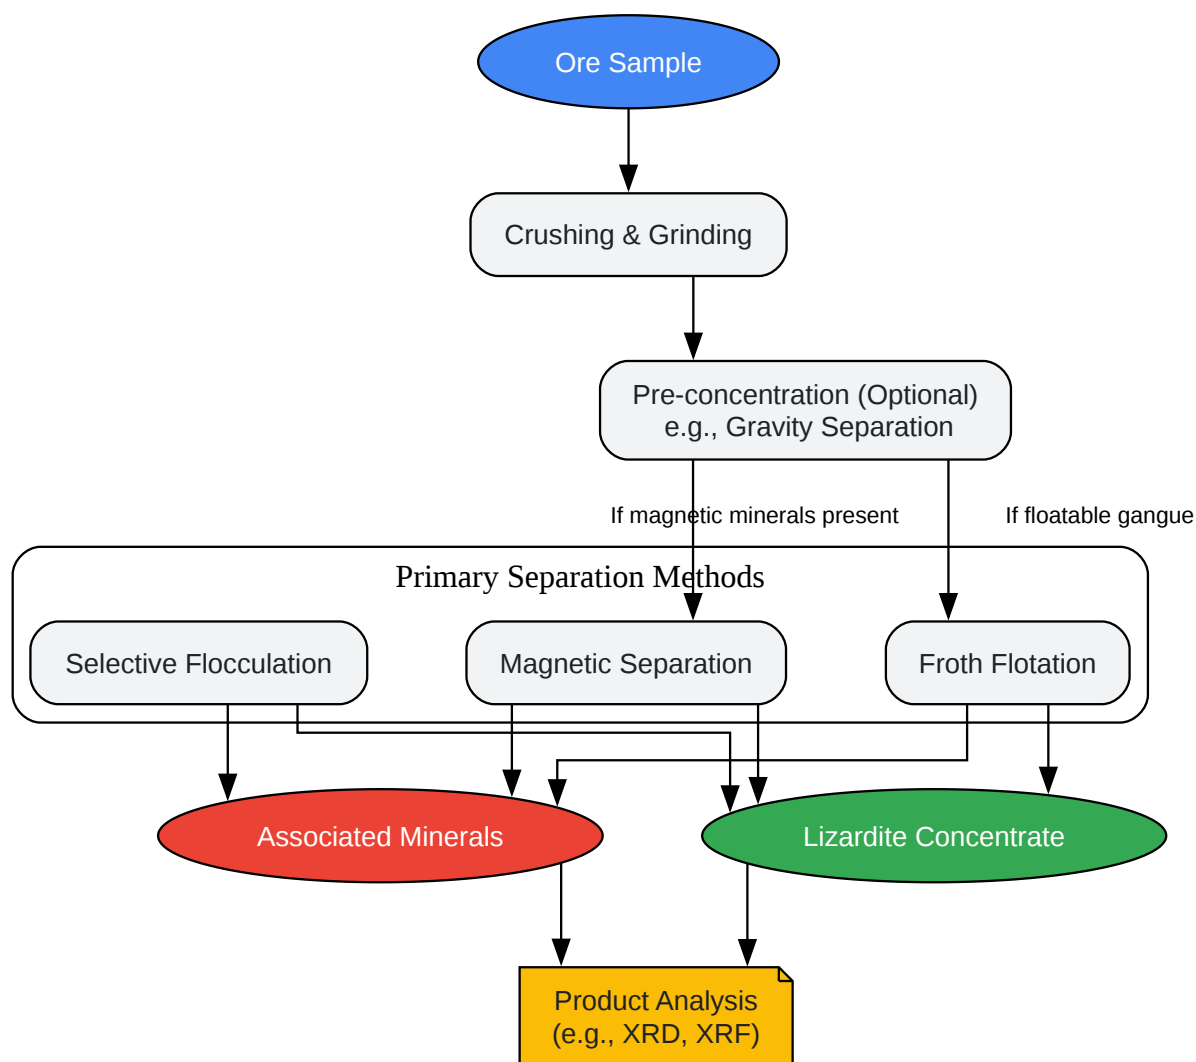 Ore Sample
Crushing & Grinding
Pre-concentration (Optional)
e.g., Gravity Separation
If magnetic minerals present
If floatable gangue
Primary Separation Methods
Selective Flocculation
Magnetic Separation
Froth Flotation
Associated Minerals
Lizardite Concentrate
Product Analysis
(e.g., XRD, XRF)